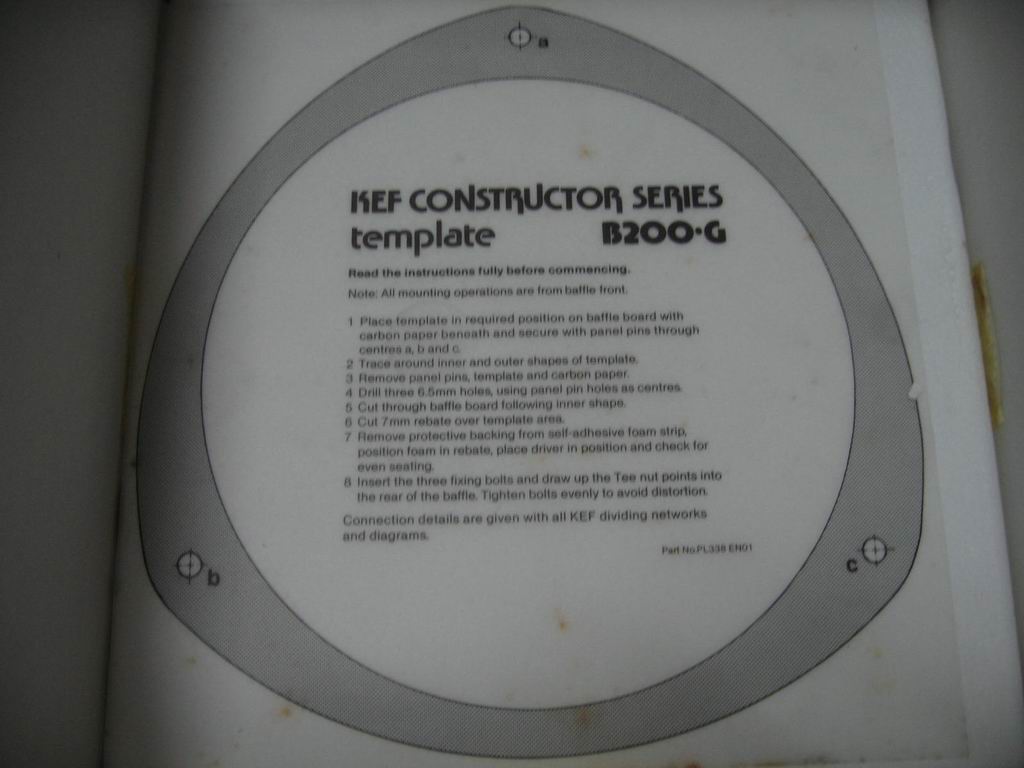 a
KEF CONSTRUCTOR SERIES
template B200·G
Read the instructions fully before commencing.
Note: All mounting operations are from baffle front.
1 Place template in required position on baffle board with
carbon paper beneath and secure with panel pins through
centres a, b and c.
2 Trace around inner and outer shapes of template.
3 Remove panel pins, template and carbon paper.
4 Drill three 6.5mm holes, using panel pin holes as centres.
5 Cut through baffle board following inner shape.
6 Cut 7mm rebate over template area.
7 Remove protective backing from self-adhesive foam strip,
position foam in rebate, place driver in position and check for
even seating.
8 Insert the three fixing bolts and draw up the Tee nut points into
the rear of the baffle. Tighten bolts evenly to avoid distortion.
Connection details are given with all KEF dividing networks
and diagrams.
Part No.PL338 EN01
b
c